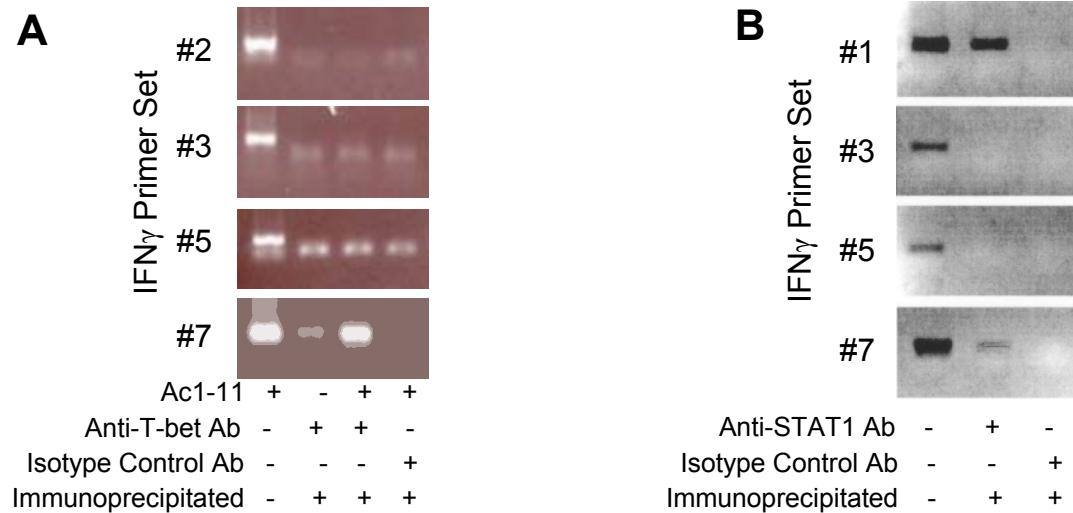 A
IFNγ Primer Set
#2
#3
#5
#7
Ac1-11 + - + +
Anti-T-bet Ab - + + -
Isotype Control Ab - - - +
Immunoprecipitated - + + +
B
IFNγ Primer Set
#1
#3
#5
#7
Anti-STAT1 Ab - + -
Isotype Control Ab - - +
Immunoprecipitated - + +